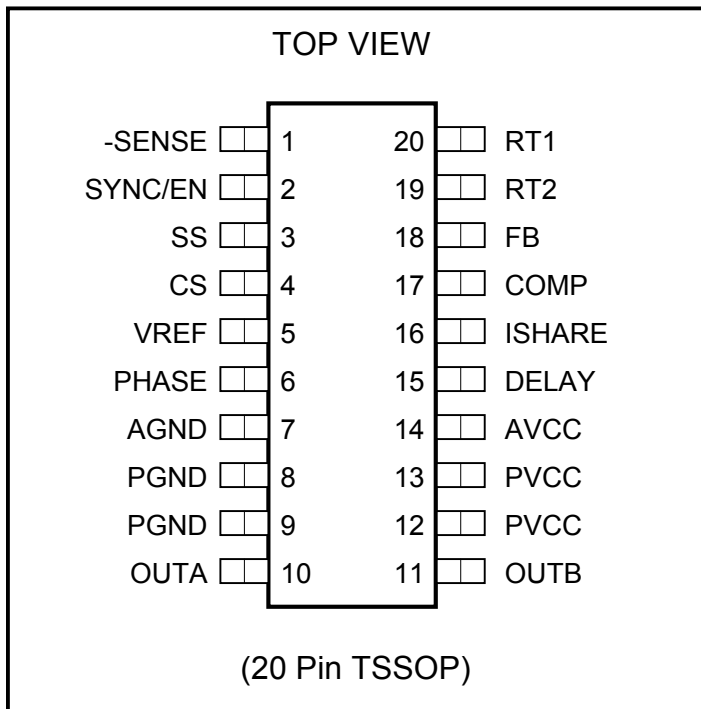 TOP VIEW
-SENSE 1 20 RT1
SYNC/EN 2 19 RT2
SS 3 18 FB
CS 4 17 COMP
VREF 5 16 ISHARE
PHASE 6 15 DELAY
AGND 7 14 AVCC
PGND 8 13 PVCC
PGND 9 12 PVCC
OUTA 10 11 OUTB
(20 Pin TSSOP)